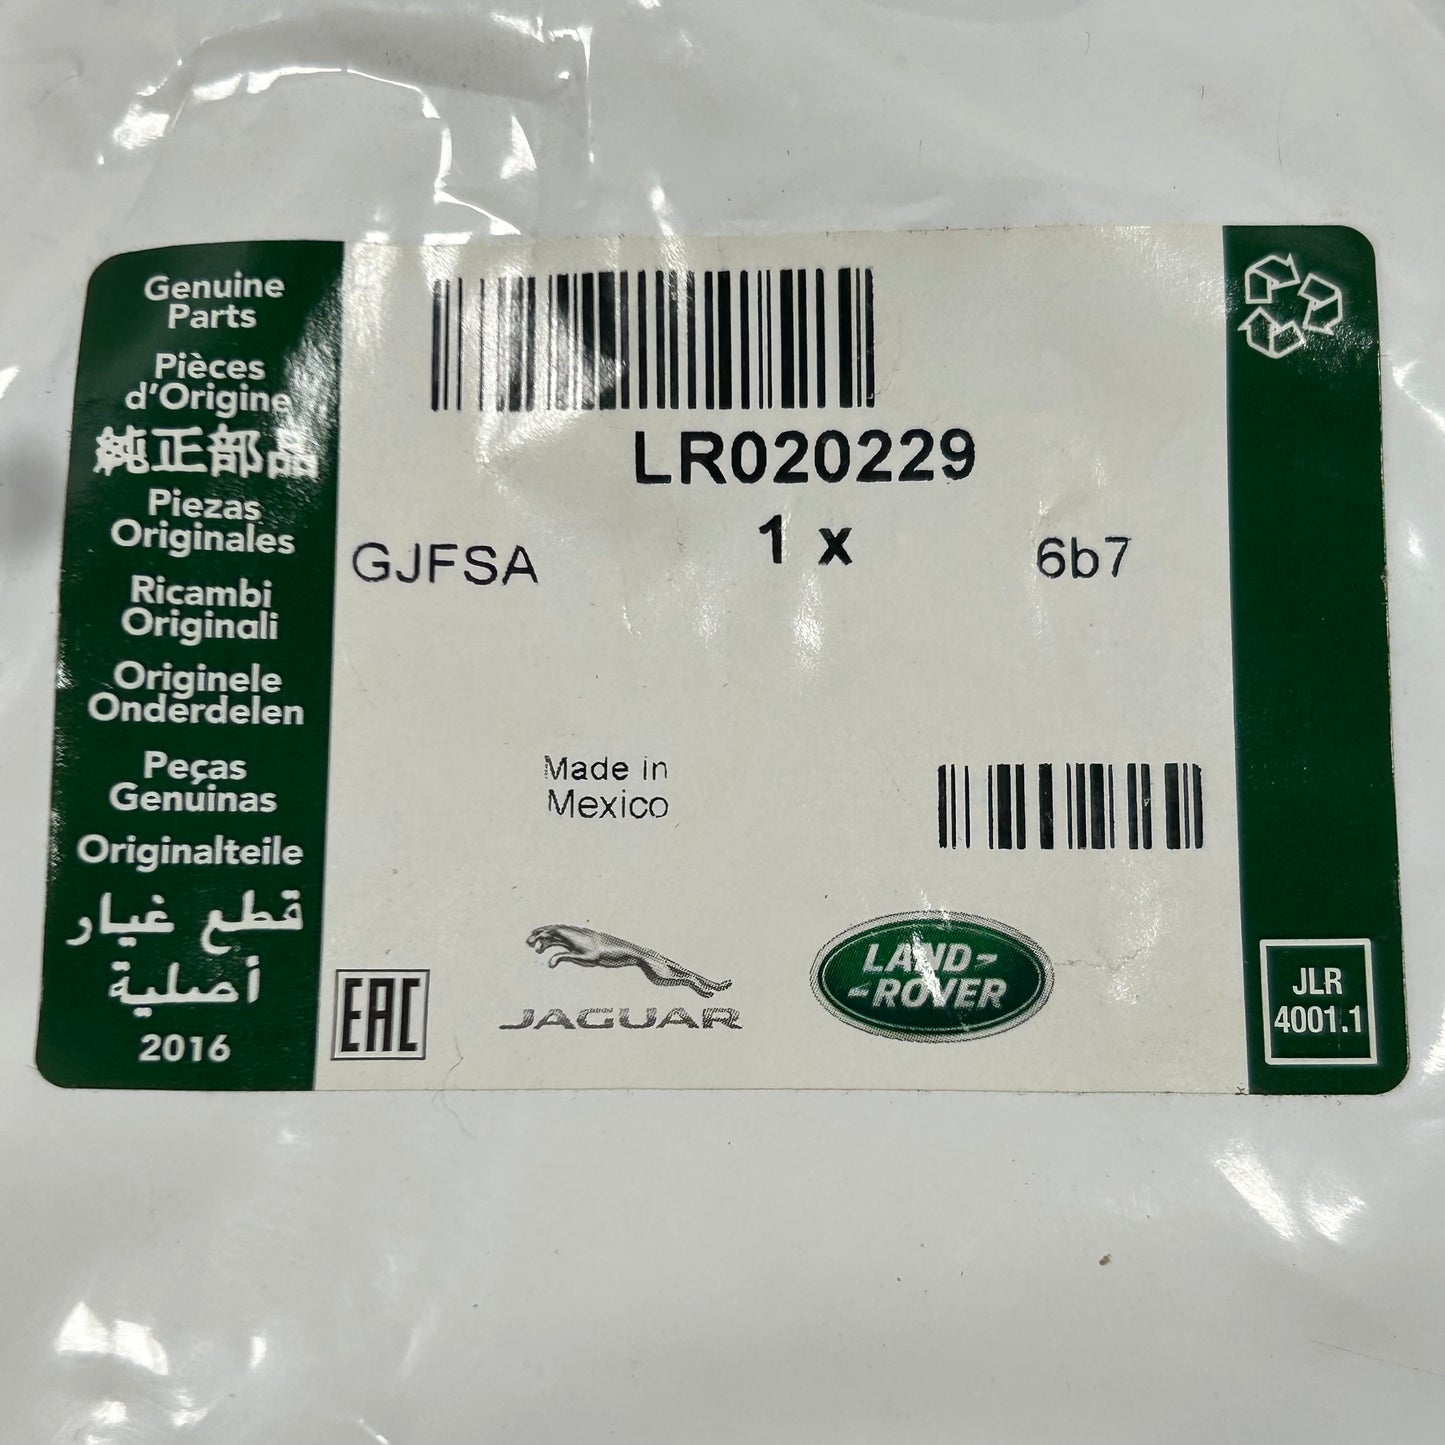 Genuine
Parts
Pièces
d'Origine
純正部品
Piezas
Originales
Ricambi
Originali
Originele
Onderdelen
Peças
Genuinas
Originalteile
قطع غيار
أصلية
2016
LR020229
1 x
GJFSA
6b7
Made in
Mexico
EAC
JAGUAR
LAND-
-ROVER
JLR
4001.1